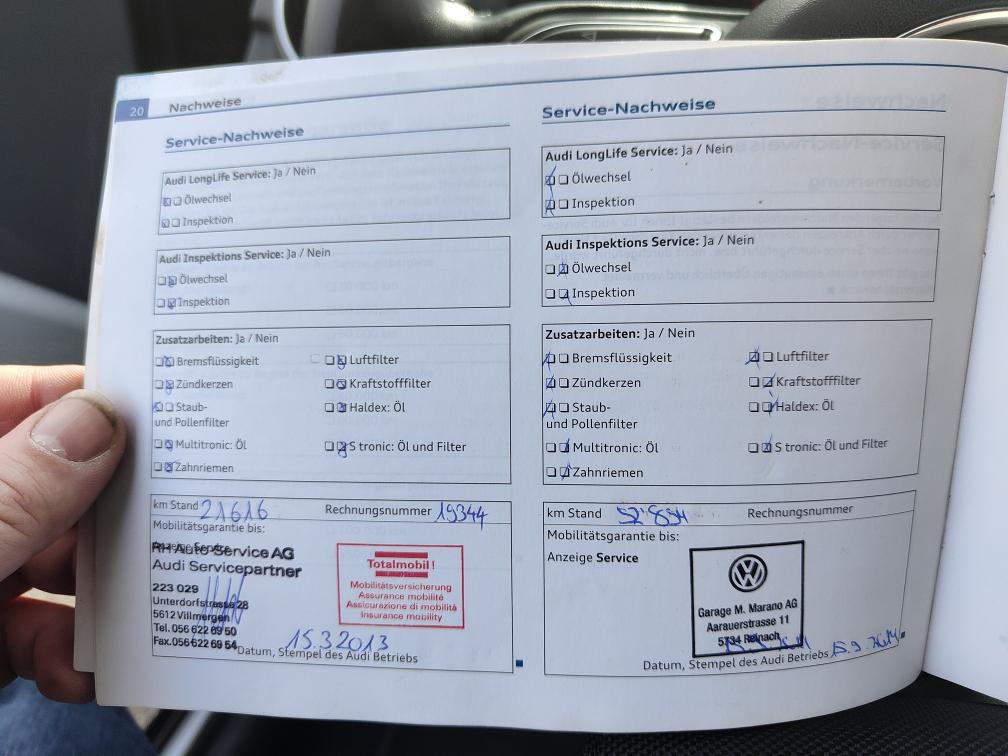 20 Nachweise
Service-Nachweise
Audi LongLife Service: Ja / Nein
Ölwechsel
Inspektion
Audi Inspektions Service: Ja / Nein
Ölwechsel
Inspektion
Zusatzarbeiten: Ja / Nein
Bremsflüssigkeit Luftfilter
Zündkerzen Kraftstofffilter
Staub- Haldex: Öl
und Pollenfilter
Multitronic: Öl S tronic: Öl und Filter
Zahnriemen
km Stand 21616 Rechnungsnummer 19344
Mobilitätsgarantie bis:
Anzeige Service
RH Auto Service AG
Audi Servicepartner
223 029
Unterdorfstrasse 28
5612 Villmergen
Tel. 056 622 69 50
Fax. 056 622 69 54
Totalmobil!
Mobilitätsversicherung
Assurance mobilité
Assicurazione di mobilità
Insurance mobility
15.3.2013
Datum, Stempel des Audi Betriebs
Service-Nachweise
Audi LongLife Service: Ja / Nein
Ölwechsel
Inspektion
Audi Inspektions Service: Ja / Nein
Ölwechsel
Inspektion
Zusatzarbeiten: Ja / Nein
Bremsflüssigkeit Luftfilter
Zündkerzen Kraftstofffilter
Staub- Haldex: Öl
und Pollenfilter
Multitronic: Öl S tronic: Öl und Filter
Zahnriemen
km Stand 52'834 Rechnungsnummer
Mobilitätsgarantie bis:
Anzeige Service
Garage M. Marano AG
Aarauerstrasse 11
5734 Reinach
Datum, Stempel des Audi Betriebs